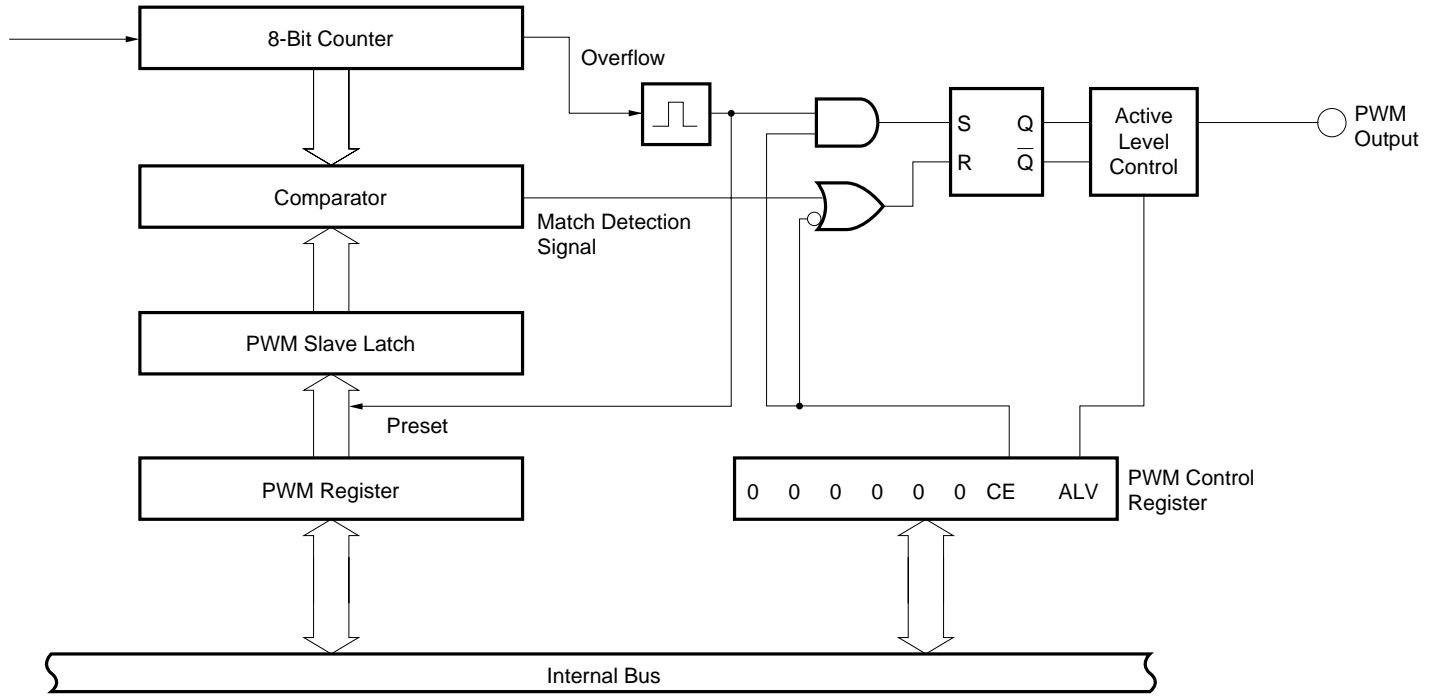 8-Bit Counter
Overflow
S Q
R Q̅
Active
Level
Control
PWM
Output
Comparator
Match Detection
Signal
PWM Slave Latch
Preset
PWM Register
0 0 0 0 0 0 CE ALV
PWM Control
Register
Internal Bus